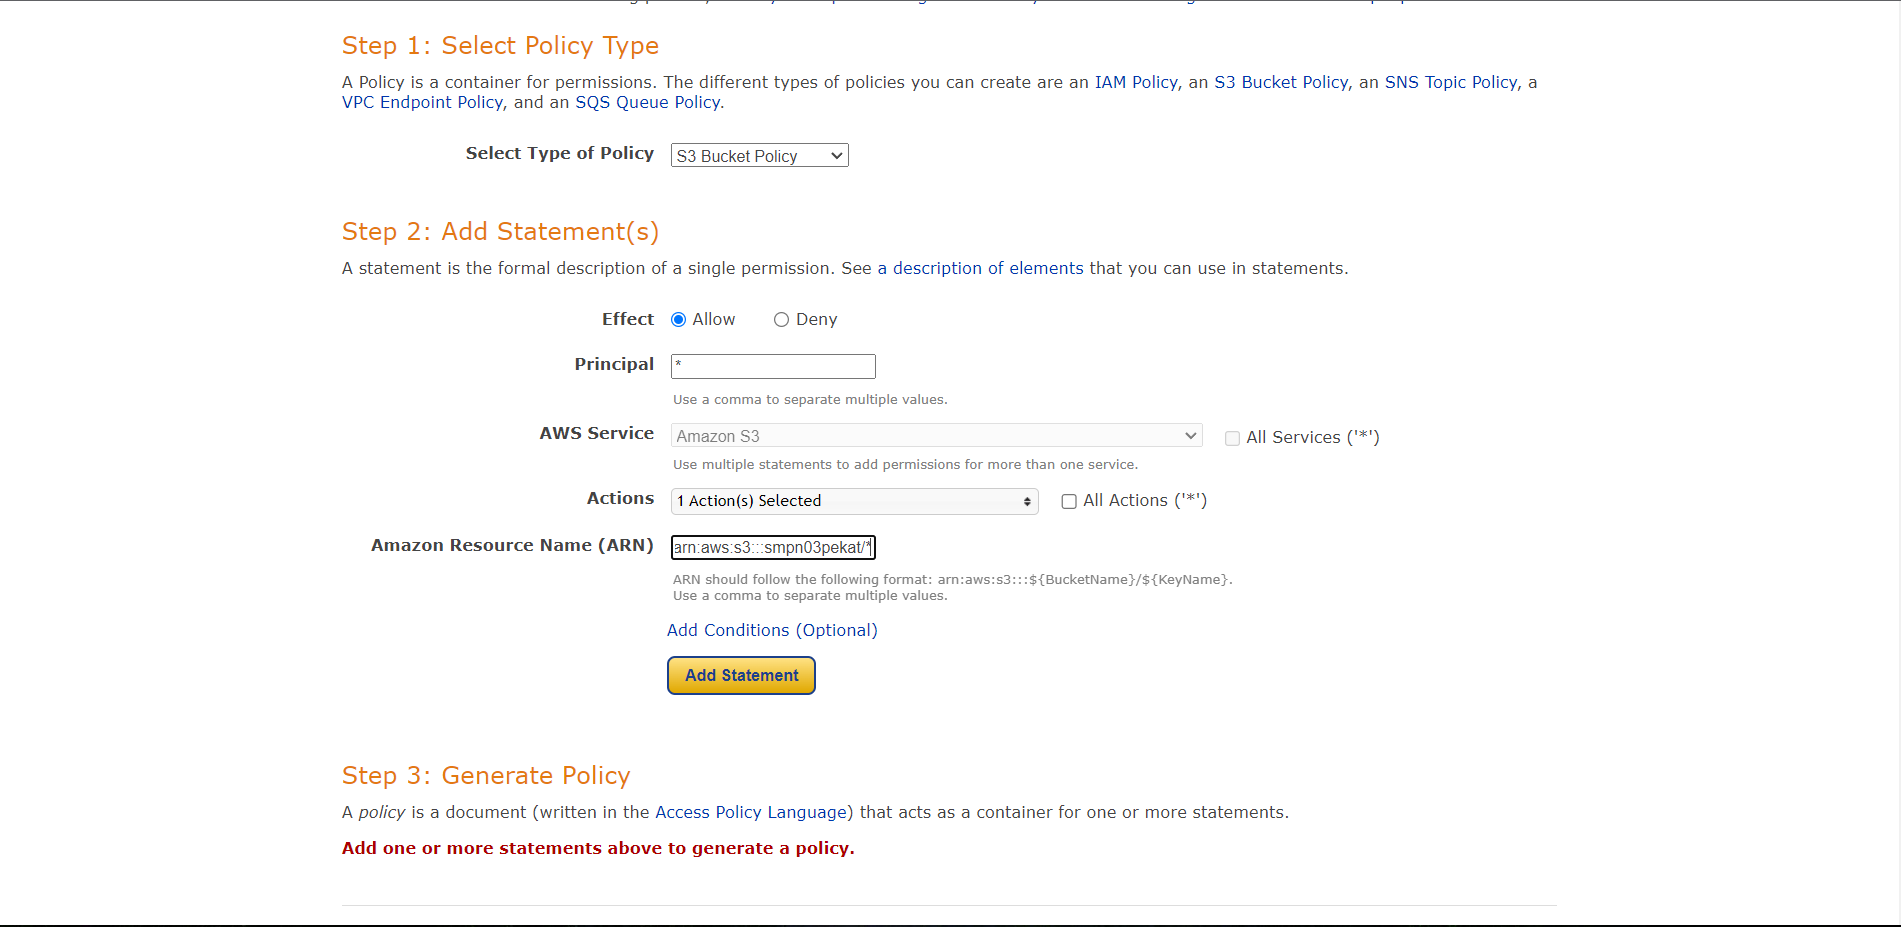 Step 1: Select Policy Type
A Policy is a container for permissions. The different types of policies you can create are an IAM Policy, an S3 Bucket Policy, an SNS Topic Policy, a
VPC Endpoint Policy, and an SQS Queue Policy.
Select Type of Policy S3 Bucket Policy
Step 2: Add Statement(s)
A statement is the formal description of a single permission. See a description of elements that you can use in statements.
Effect Allow Deny
Principal *
Use a comma to separate multiple values.
AWS Service Amazon S3 All Services ('*')
Use multiple statements to add permissions for more than one service.
Actions 1 Action(s) Selected All Actions ('*')
Amazon Resource Name (ARN) arn:aws:s3:::smpn03pekat/*
ARN should follow the following format: arn:aws:s3:::${BucketName}/${KeyName}.
Use a comma to separate multiple values.
Add Conditions (Optional)
Add Statement
Step 3: Generate Policy
A policy is a document (written in the Access Policy Language) that acts as a container for one or more statements.
Add one or more statements above to generate a policy.